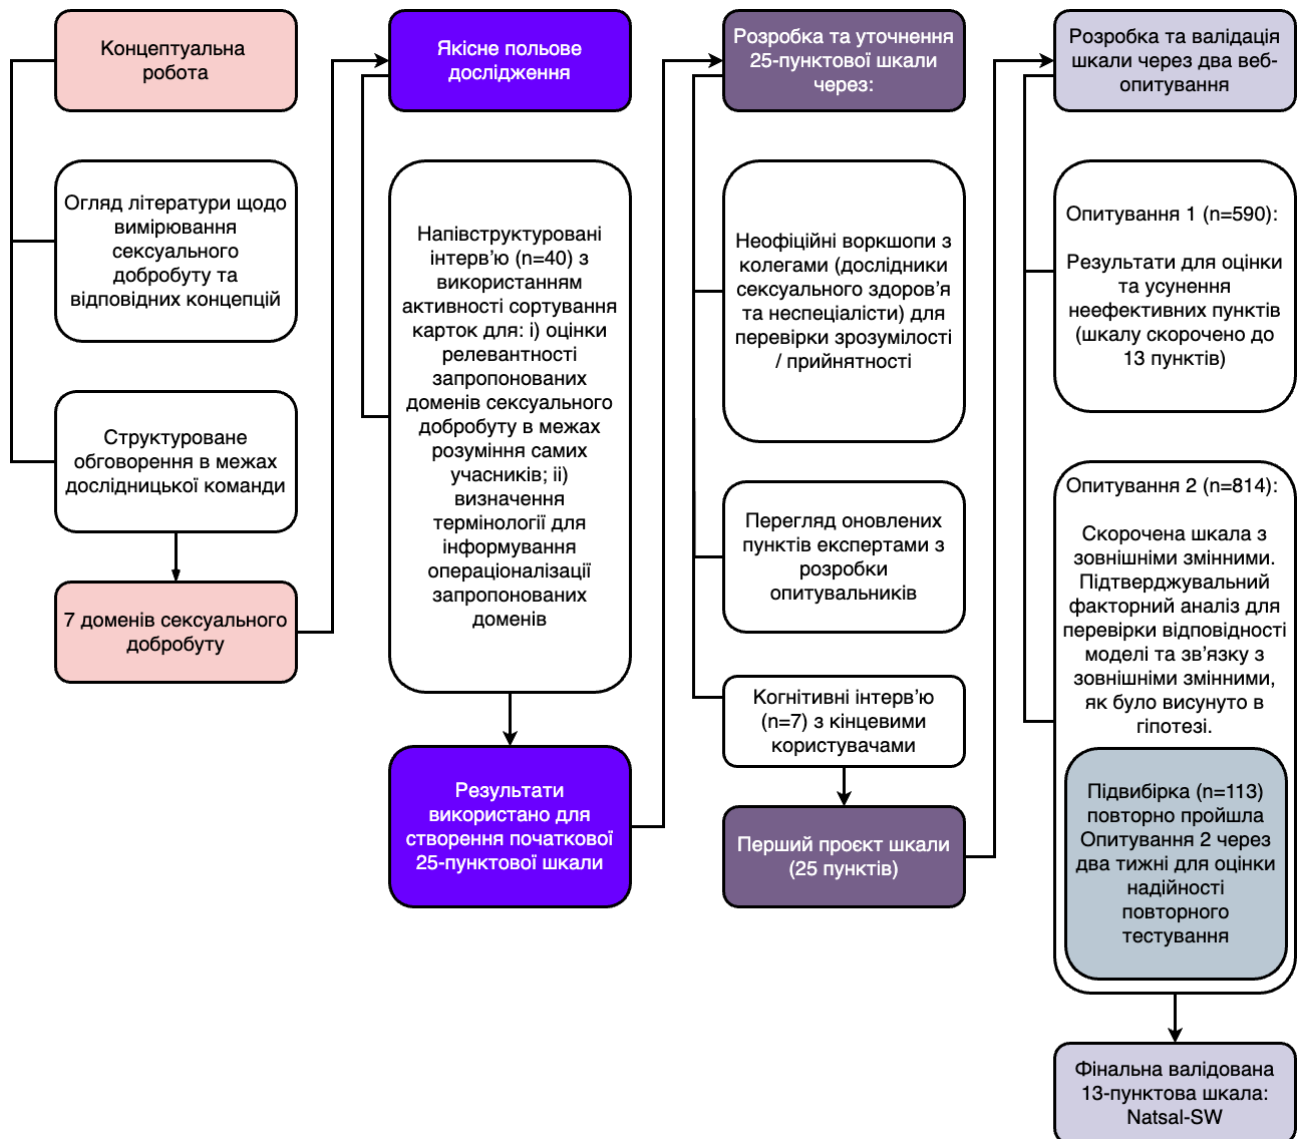 Концептуальна
робота
Огляд літератури щодо
вимірювання
сексуального
добробуту та
відповідних концепцій
Структуроване
обговорення в межах
дослідницької команди
7 доменів сексуального
добробуту
Якісне польове
дослідження
Напівструктуровані
інтерв’ю (n=40) з
використанням
активності сортування
карток для: i) оцінки
релевантності
запропонованих
доменів сексуального
добробуту в межах
розуміння самих
учасників; ii)
визначення
термінології для
інформування
операціоналізації
запропонованих
доменів
Результати
використано для
створення початкової
25-пунктової шкали
Розробка та уточнення
25-пунктової шкали
через:
Неофіційні воркшопи з
колегами (дослідники
сексуального здоров’я
та неспеціалісти) для
перевірки зрозумілості
/ прийнятності
Перегляд оновлених
пунктів експертами з
розробки
опитувальників
Когнітивні інтерв’ю
(n=7) з кінцевими
користувачами
Перший проєкт шкали
(25 пунктів)
Розробка та валідація
шкали через два веб-
опитування
Опитування 1 (n=590):
Результати для оцінки
та усунення
неефективних пунктів
(шкалу скорочено до
13 пунктів)
Опитування 2 (n=814):
Скорочена шкала з
зовнішніми змінними.
Підтверджувальний
факторний аналіз для
перевірки відповідності
моделі та зв’язку з
зовнішніми змінними,
як було висунуто в
гіпотезі.
Підвибірка (n=113)
повторно пройшла
Опитування 2 через
два тижні для оцінки
надійності
повторного
тестування
Фінальна валідована
13-пунктова шкала:
Natsal-SW